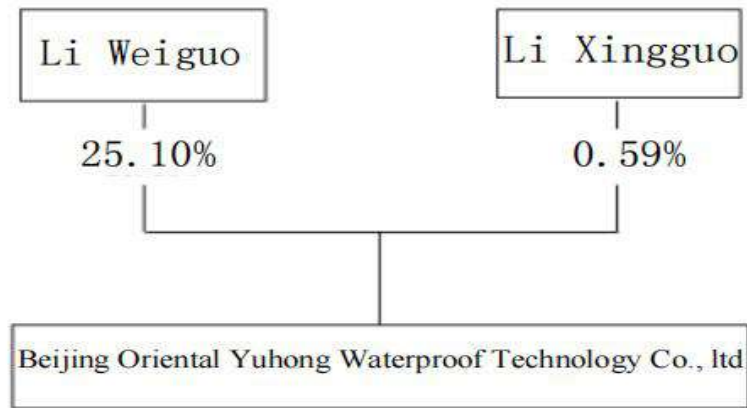 Li Weiguo
Li Xingguo
25.10%
0.59%
Beijing Oriental Yuhong Waterproof Technology Co., ltd